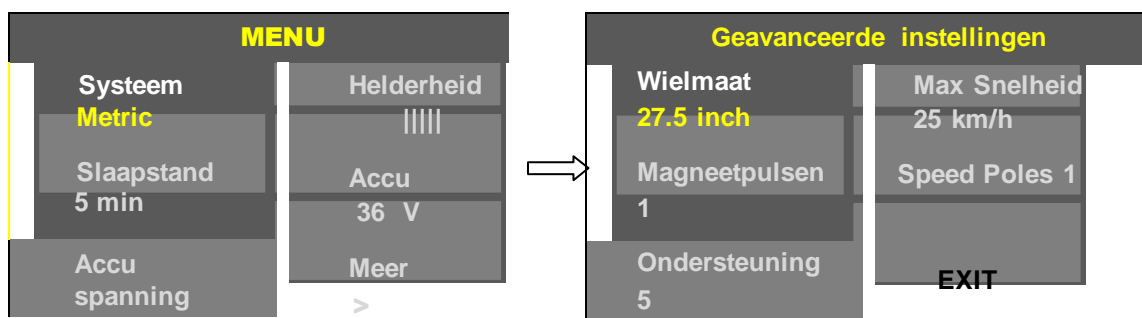 MENU
Systeem
Metric
Slaapstand
5 min
Accu
spanning
Helderheid
|||||
Accu
36 V
Meer
>
Geavanceerde instellingen
Wielmaat
27.5 inch
Magneetpulsen
1
Ondersteuning
5
Max Snelheid
25 km/h
Speed Poles 1
EXIT